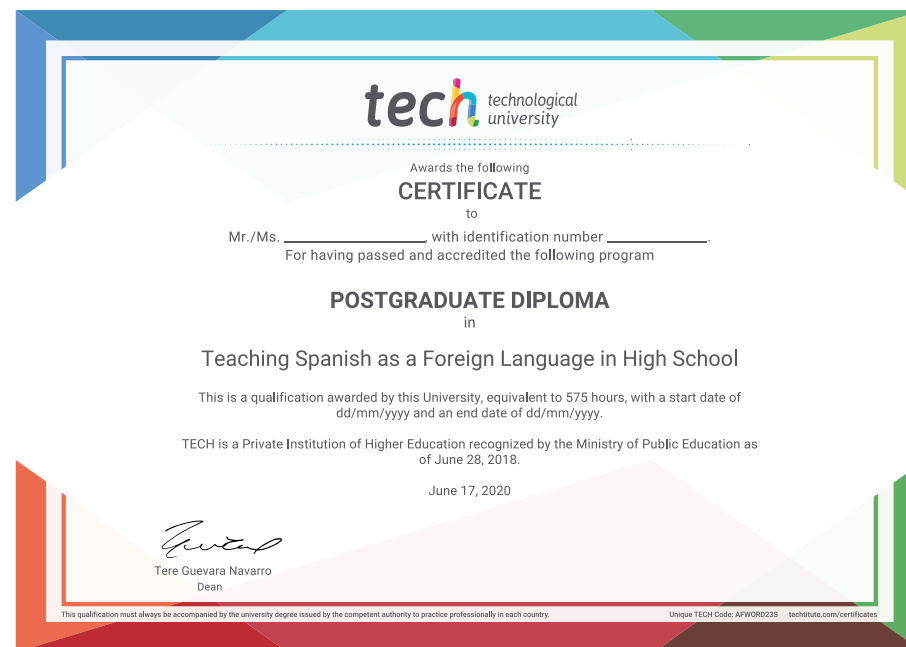 tech technological
university
Awards the following
CERTIFICATE
to
Mr./Ms. ____________________, with identification number ______________.
For having passed and accredited the following program
POSTGRADUATE DIPLOMA
in
Teaching Spanish as a Foreign Language in High School
This is a qualification awarded by this University, equivalent to 575 hours, with a start date of
dd/mm/yyyy and an end date of dd/mm/yyyy.
TECH is a Private Institution of Higher Education recognized by the Ministry of Public Education as
of June 28, 2018.
June 17, 2020
Tere Guevara Navarro
Dean
This qualification must always be accompanied by the university degree issued by the competent authority to practice professionally in each country.
Unique TECH Code: AFWORD23S techtitute.com/certificates